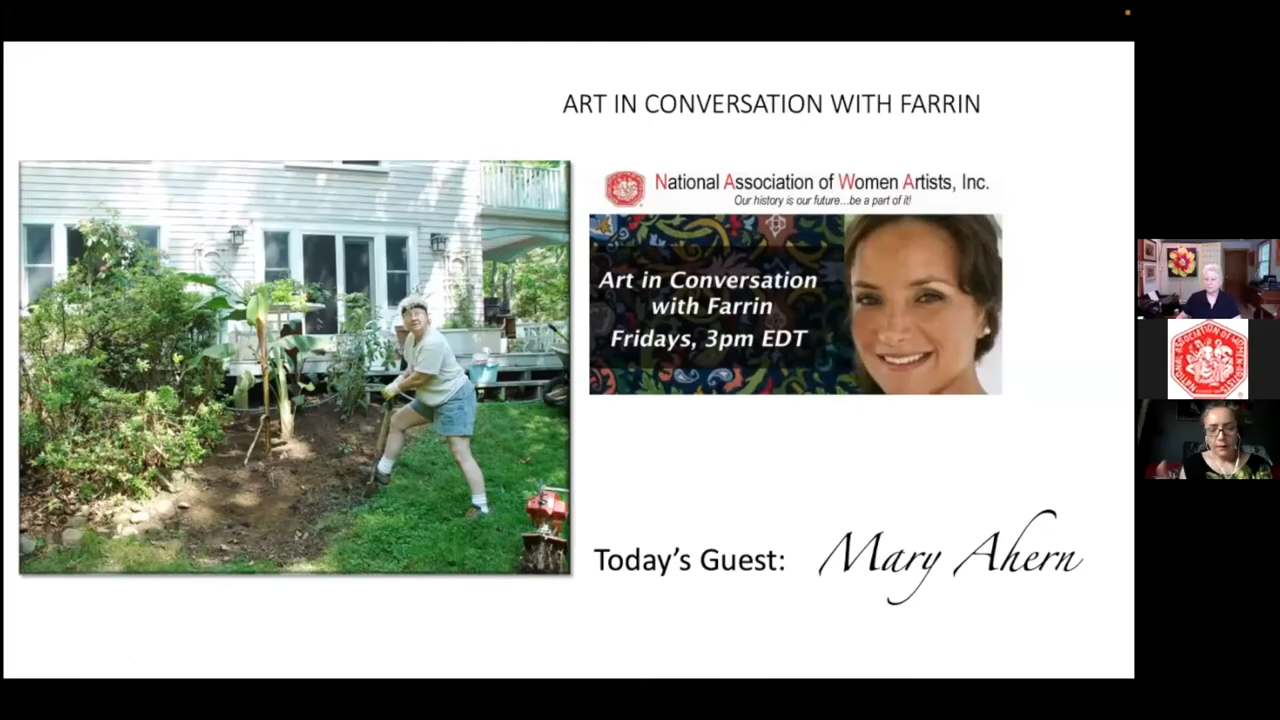 ART IN CONVERSATION WITH FARRIN
National Association of Women Artists, Inc.
Our history is our future...be a part of it!
Art in Conversation
with Farrin
Fridays, 3pm EDT
Today's Guest: Mary Ahern